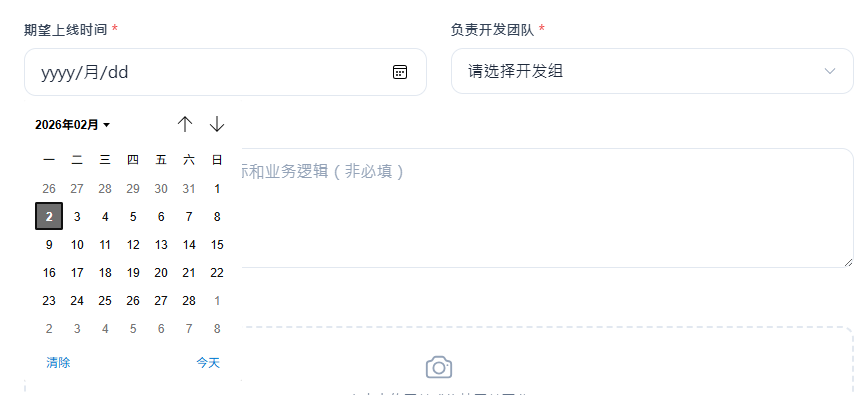 期望上线时间 *
负责开发团队 *
yyyy/月/dd
请选择开发组
2026年02月
一 二 三 四 五 六 日
26 27 28 29 30 31 1
2 3 4 5 6 7 8
9 10 11 12 13 14 15
16 17 18 19 20 21 22
23 24 25 26 27 28 1
2 3 4 5 6 7 8
清除 今天
和业务逻辑（非必填）